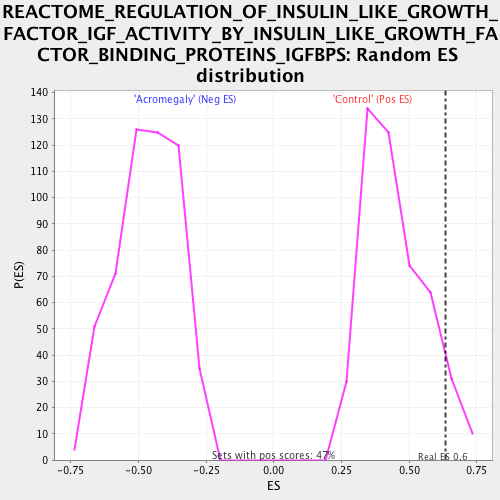 REACTOME_REGULATION_OF_INSULIN_LIKE_GROWTH_
FACTOR_IGF_ACTIVITY_BY_INSULIN_LIKE_GROWTH_FA
CTOR_BINDING_PROTEINS_IGFBPS: Random ES
distribution
'Acromegaly' (Neg ES) 'Control' (Pos ES)
140
130
120
110
100
90
80
70
60
50
40
30
20
10
0
P(ES)
Sets with pos scores: 47%
Real ES 0.6
-0.75 -0.50 -0.25 0.00 0.25 0.50 0.75
ES